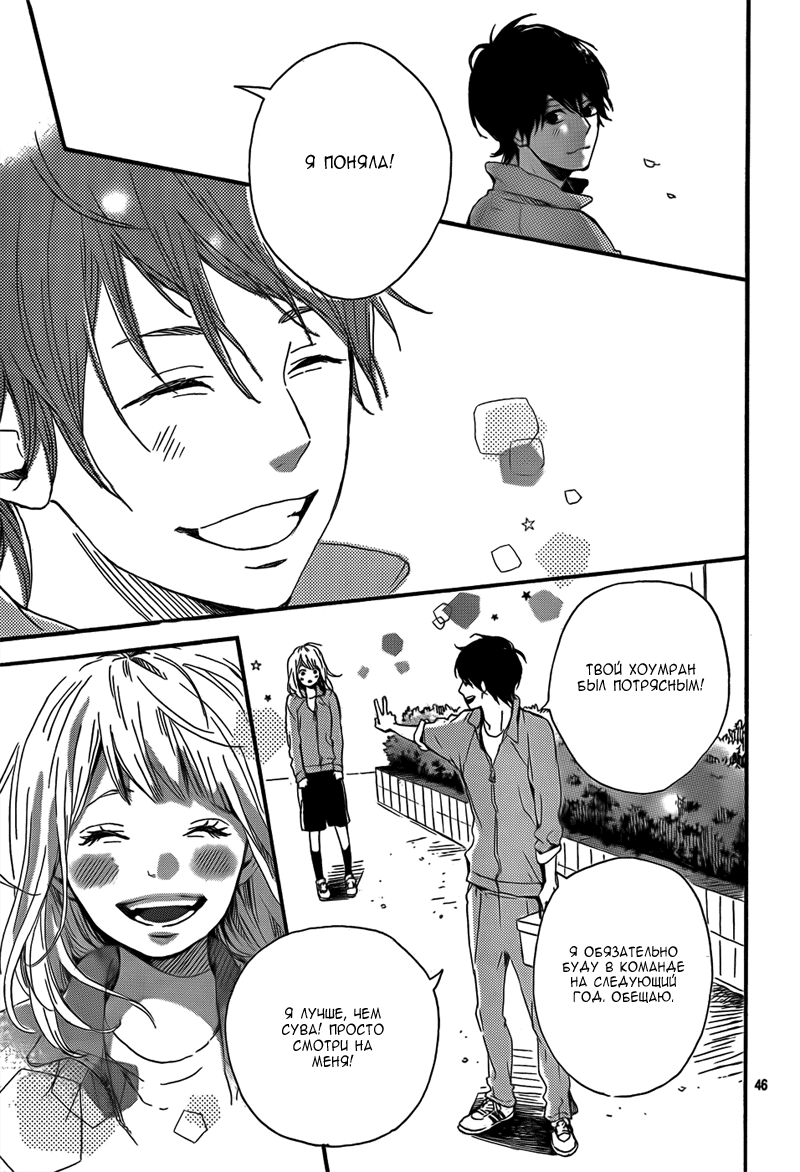 Я ПОНЯЛА!
ТВОЙ ХОУМРАН
БЫЛ ПОТРЯСНЫМ!
Я ОБЯЗАТЕЛЬНО
БУДУ В КОМАНДЕ
НА СЛЕДУЮЩИЙ
ГОД. ОБЕЩАЮ.
Я ЛУЧШЕ, ЧЕМ
СУВА! ПРОСТО
СМОТРИ НА
МЕНЯ!
46